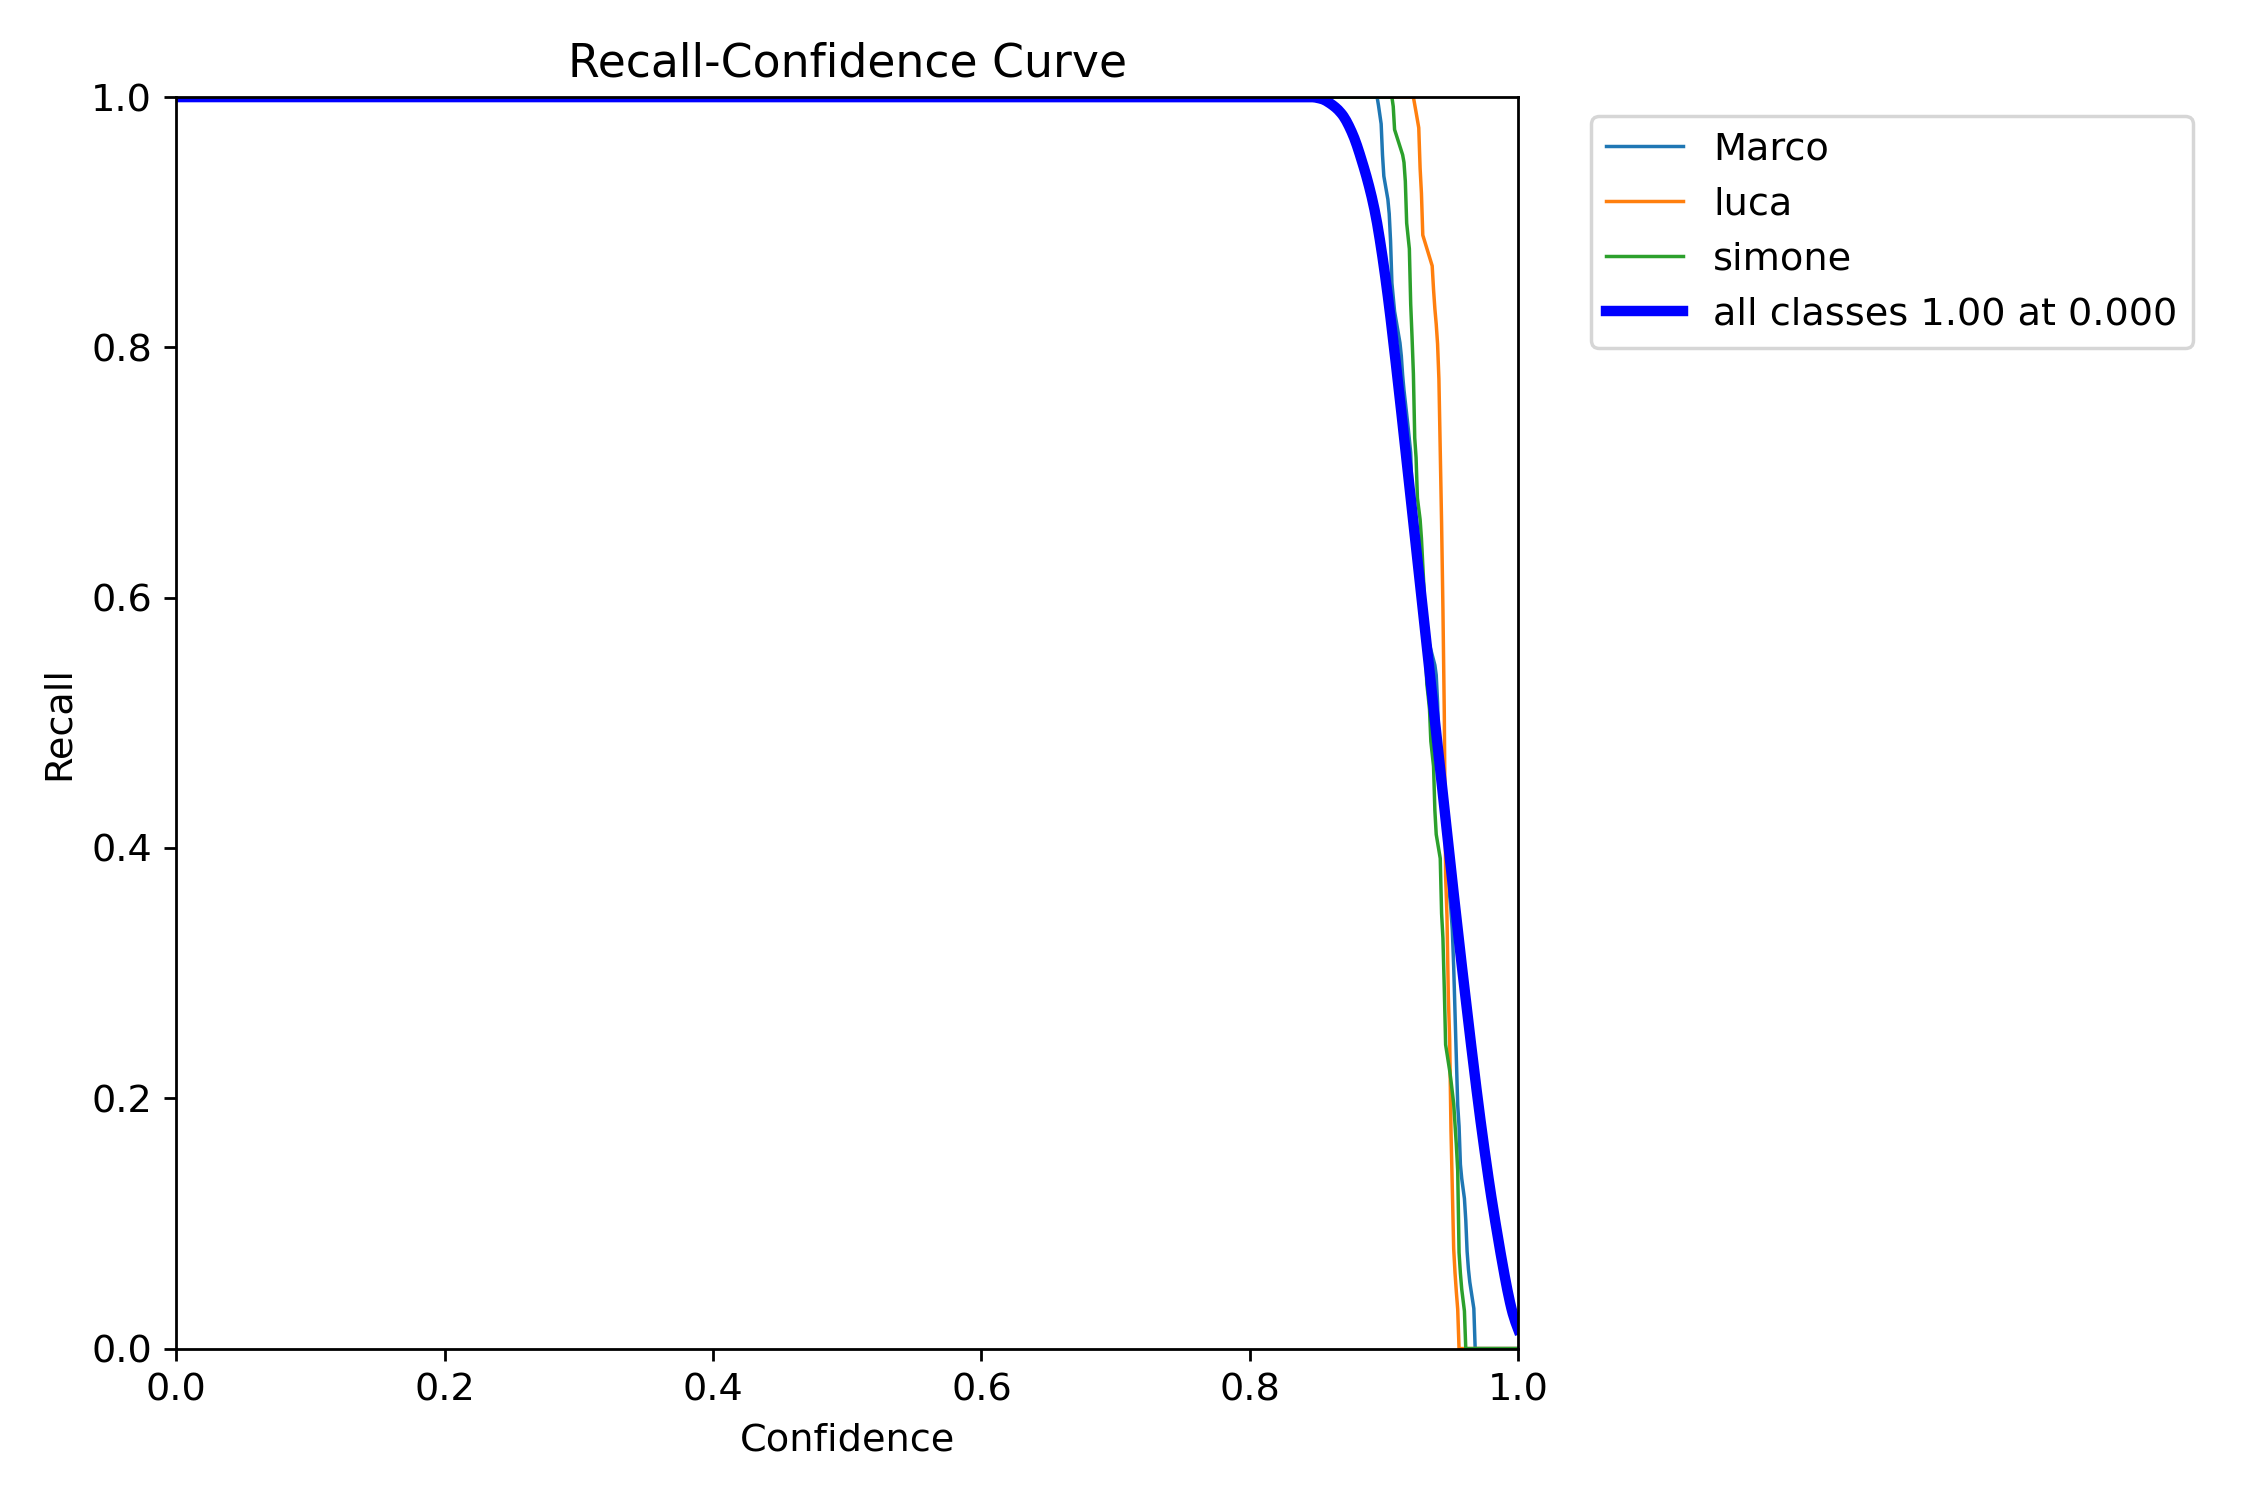 Recall-Confidence Curve
1.0
0.8
0.6
0.4
0.2
0.0
Recall
0.0 0.2 0.4 0.6 0.8 1.0
Confidence
Marco
luca
simone
all classes 1.00 at 0.000